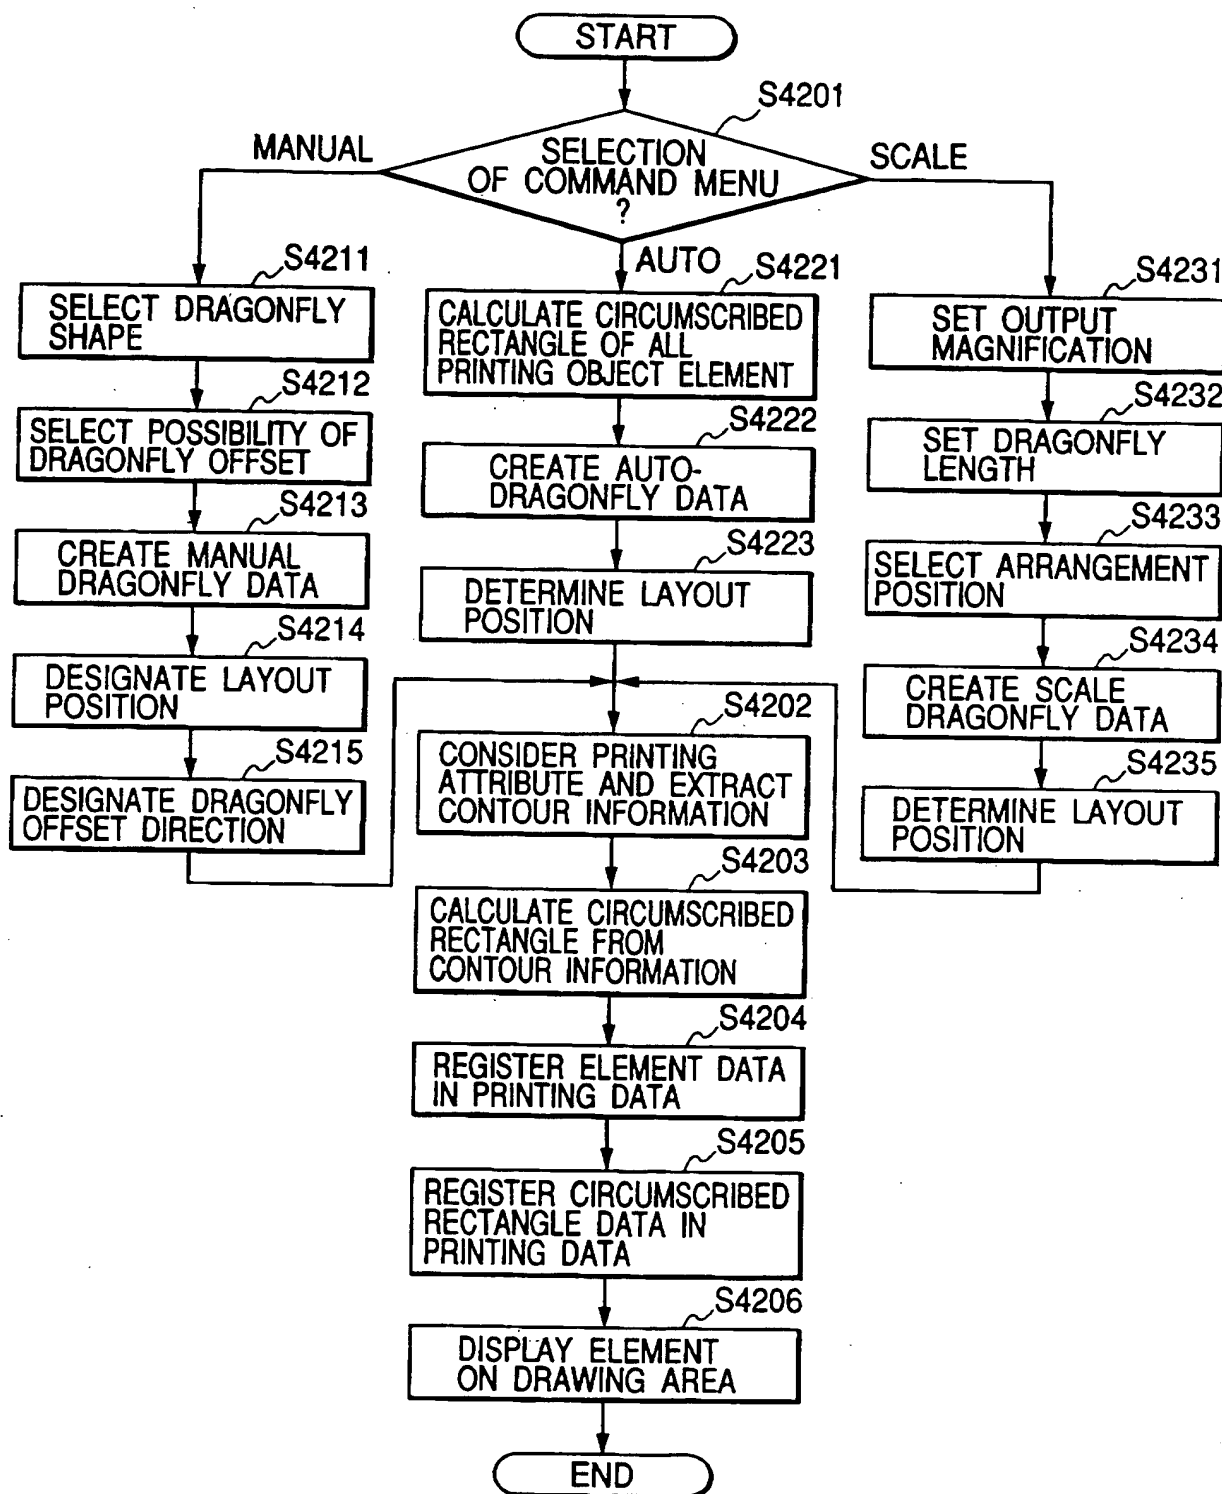 START
S4201
SELECTION
OF COMMAND MENU
?
MANUAL
SCALE
AUTO
S4211
SELECT DRAGONFLY
SHAPE
S4212
SELECT POSSIBILITY OF
DRAGONFLY OFFSET
S4213
CREATE MANUAL
DRAGONFLY DATA
S4214
DESIGNATE LAYOUT
POSITION
S4215
DESIGNATE DRAGONFLY
OFFSET DIRECTION
S4221
CALCULATE CIRCUMSCRIBED
RECTANGLE OF ALL
PRINTING OBJECT ELEMENT
S4222
CREATE AUTO-
DRAGONFLY DATA
S4223
DETERMINE LAYOUT
POSITION
S4231
SET OUTPUT
MAGNIFICATION
S4232
SET DRAGONFLY
LENGTH
S4233
SELECT ARRANGEMENT
POSITION
S4234
CREATE SCALE
DRAGONFLY DATA
S4235
DETERMINE LAYOUT
POSITION
S4202
CONSIDER PRINTING
ATTRIBUTE AND EXTRACT
CONTOUR INFORMATION
S4203
CALCULATE CIRCUMSCRIBED
RECTANGLE FROM
CONTOUR INFORMATION
S4204
REGISTER ELEMENT DATA
IN PRINTING DATA
S4205
REGISTER CIRCUMSCRIBED
RECTANGLE DATA IN
PRINTING DATA
S4206
DISPLAY ELEMENT
ON DRAWING AREA
END